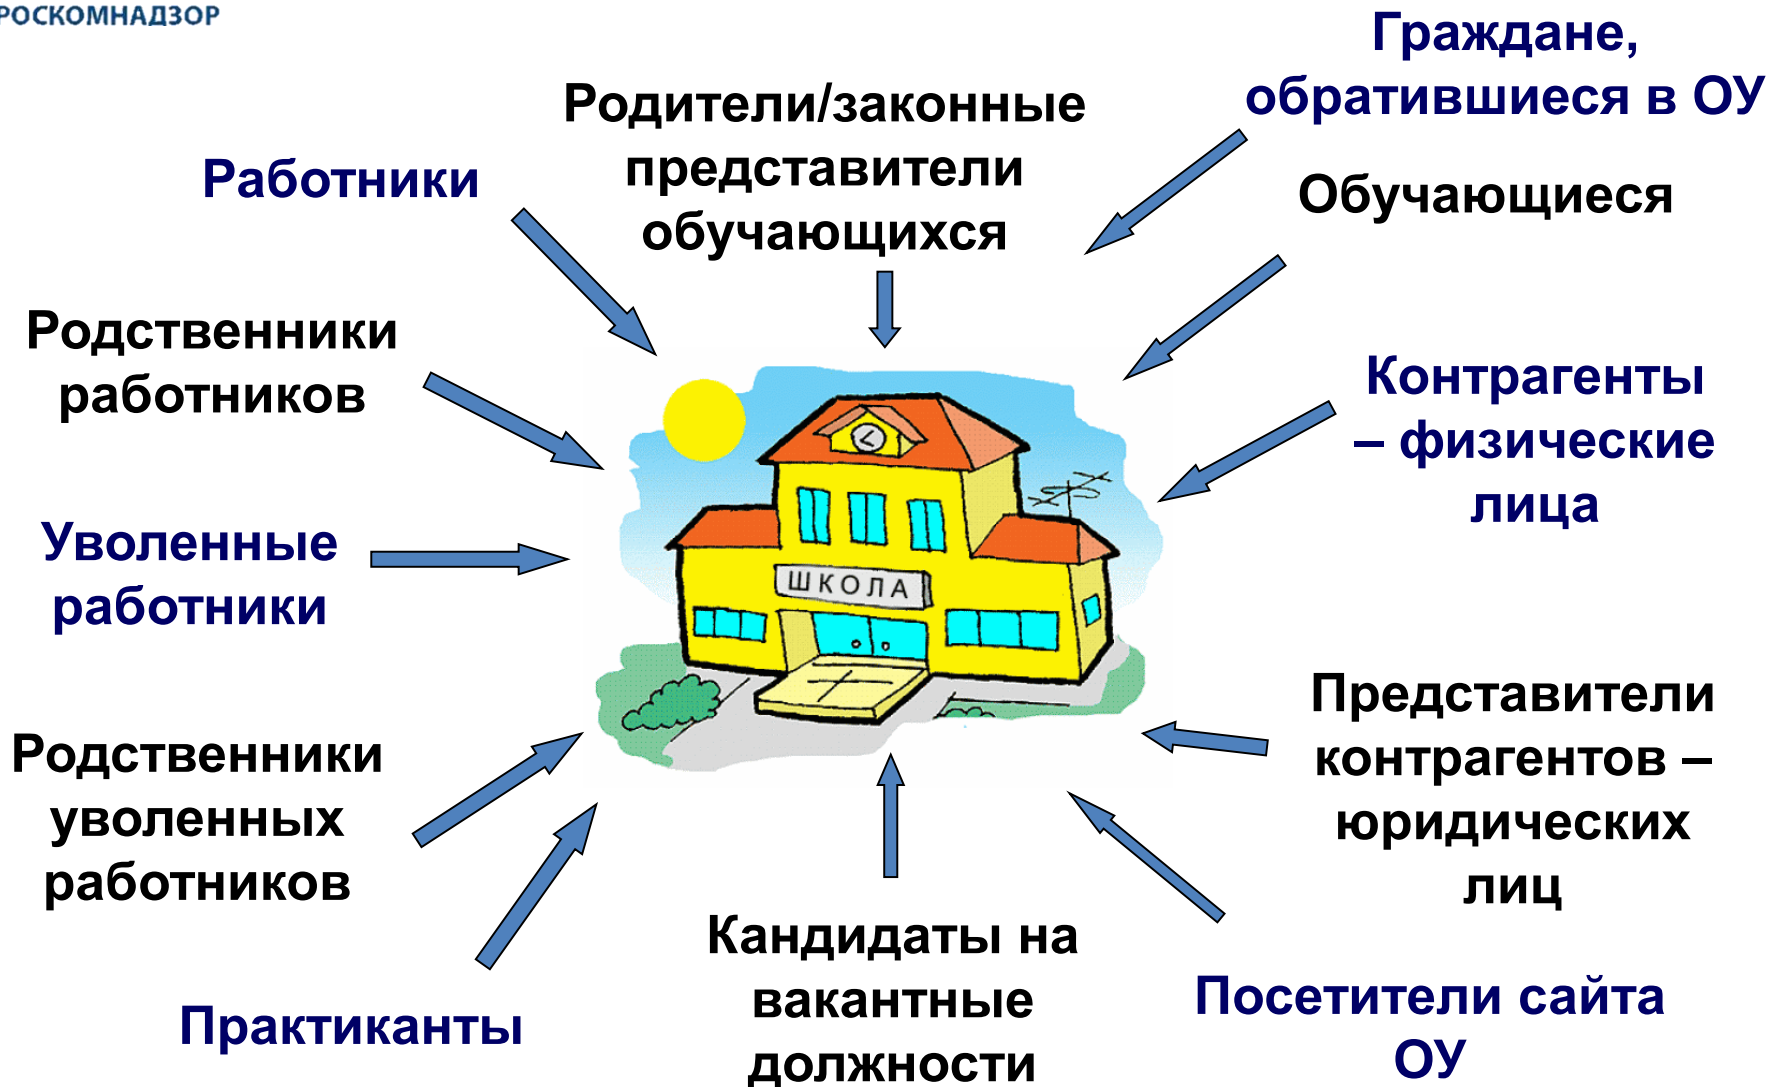 РОСКОМНАДЗОР
Граждане,
обратившиеся в ОУ
Родители/законные
представители
обучающихся
Работники
Обучающиеся
Родственники
работников
Контрагенты
– физические
лица
Уволенные
работники
ШКОЛА
Представители
контрагентов –
юридических
лиц
Родственники
уволенных
работников
Кандидаты на
вакантные
должности
Практиканты
Посетители сайта
ОУ